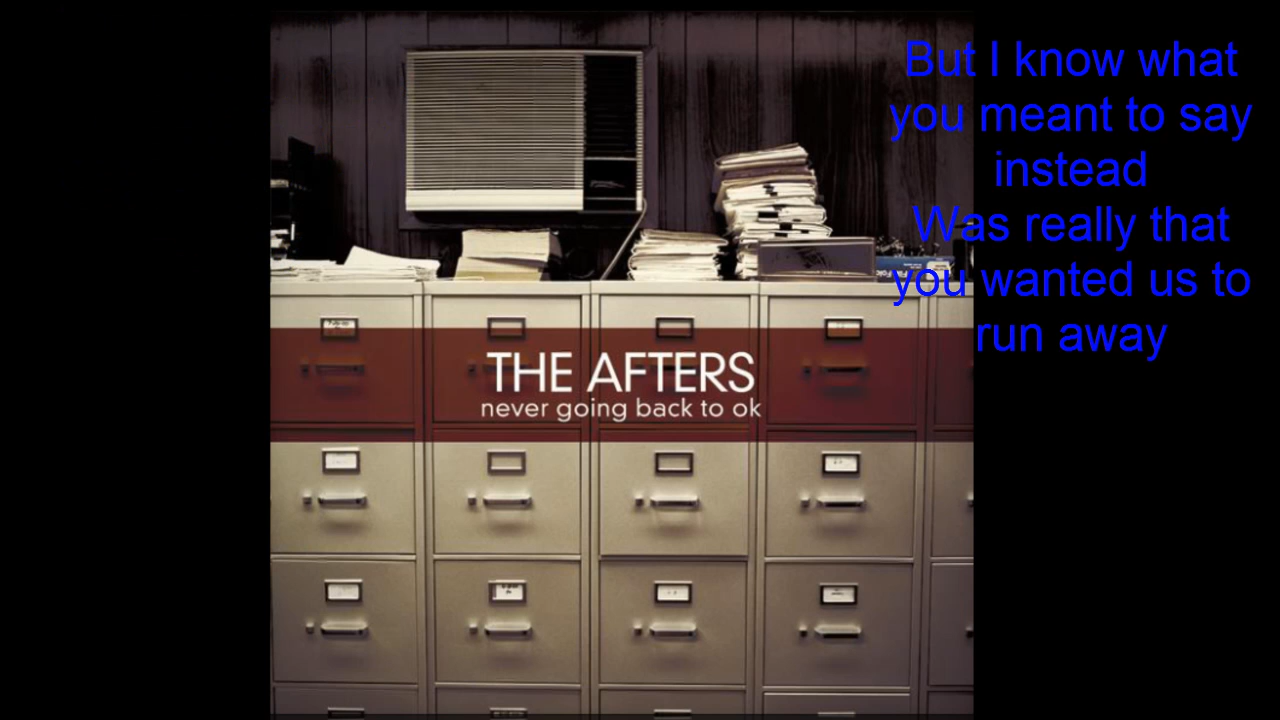 But I know what
you meant to say
instead
Was really that
you wanted us to
run away
THE AFTERS
never going back to ok